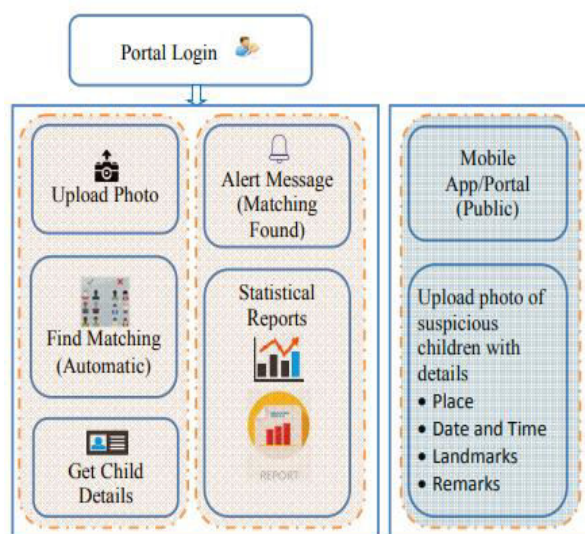 Portal Login
Upload Photo
Find Matching
(Automatic)
Get Child
Details
Alert Message
(Matching
Found)
Statistical
Reports
REPORT
Mobile
App/Portal
(Public)
Upload photo of
suspicious
children with
details
• Place
• Date and Time
• Landmarks
• Remarks